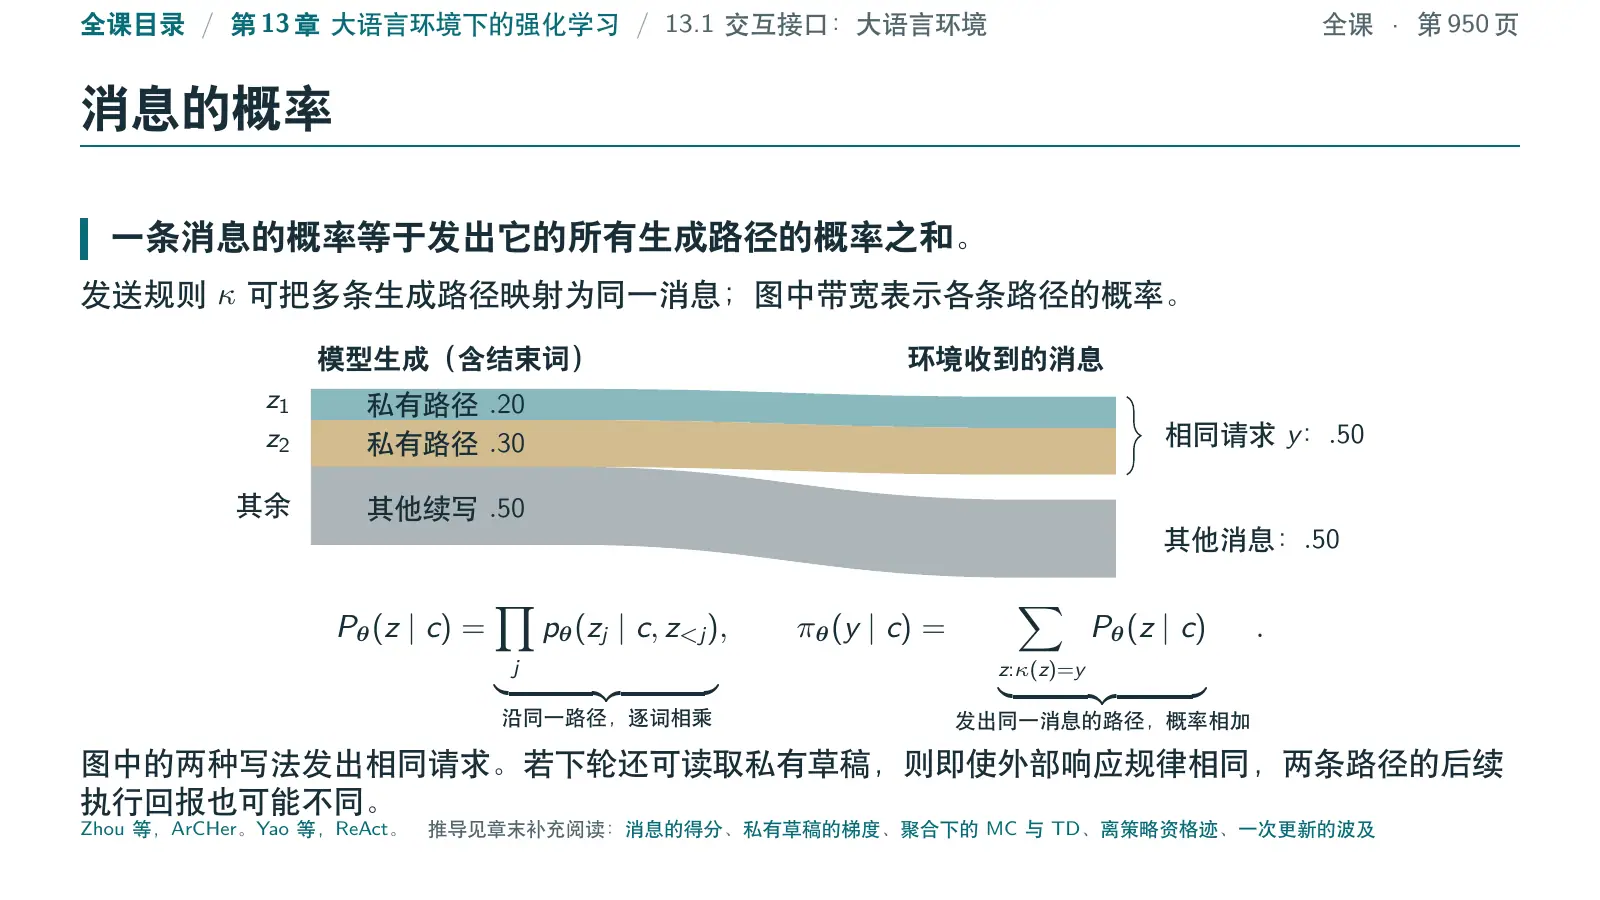 全课目录 / 第 13 章 大语言环境下的强化学习 / 13.1 交互接口：大语言环境
全课 · 第 950 页
消息的概率
一条消息的概率等于发出它的所有生成路径的概率之和。
发送规则 κ 可把多条生成路径映射为同一消息；图中带宽表示各条路径的概率。
模型生成（含结束词）
环境收到的消息
z₁ 私有路径 .20
z₂ 私有路径 .30
相同请求 y：.50
其余 其他续写 .50
其他消息：.50
P_θ(z | c) = ∏_j p_θ(z_j | c, z_{<j}), π_θ(y | c) = ∑_{z:κ(z)=y} P_θ(z | c) .
沿同一路径，逐词相乘
发出同一消息的路径，概率相加
图中的两种写法发出相同请求。若下轮还可读取私有草稿，则即使外部响应规律相同，两条路径的后续
执行回报也可能不同。
Zhou 等，ArCHer。Yao 等，ReAct。 推导见章末补充阅读：消息的得分、私有草稿的梯度、聚合下的 MC 与 TD、离策略资格迹、一次更新的波及